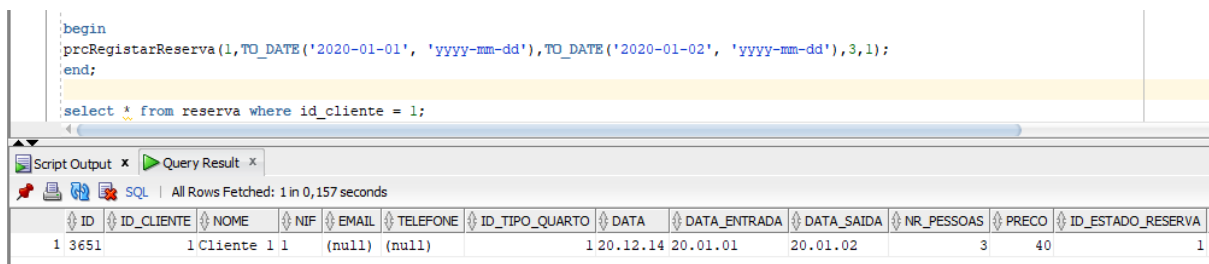 begin
prcRegistarReserva(1,TO_DATE('2020-01-01', 'yyyy-mm-dd'),TO_DATE('2020-01-02', 'yyyy-mm-dd'),3,1);
end;
select * from reserva where id_cliente = 1;
Script Output x Query Result x
SQL | All Rows Fetched: 1 in 0,157 seconds
ID ID_CLIENTE NOME NIF EMAIL TELEFONE ID_TIPO_QUARTO DATA DATA_ENTRADA DATA_SAIDA NR_PESSOAS PRECO ID_ESTADO_RESERVA
1 3651 1 Cliente 1 1 (null) (null) 1 20.12.14 20.01.01 20.01.02 3 40 1